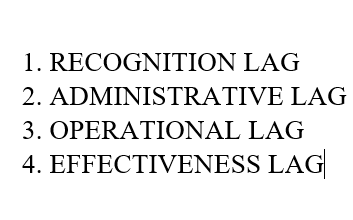 1. RECOGNITION LAG
2. ADMINISTRATIVE LAG
3. OPERATIONAL LAG
4. EFFECTIVENESS LAG